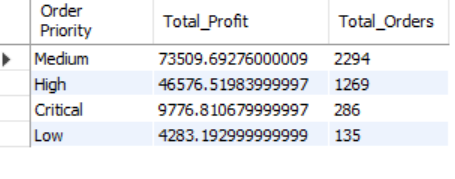 Order Priority Total_Profit Total_Orders
Medium 73509.69276000009 2294
High 46576.51983999997 1269
Critical 9776.810679999997 286
Low 4283.192999999999 135